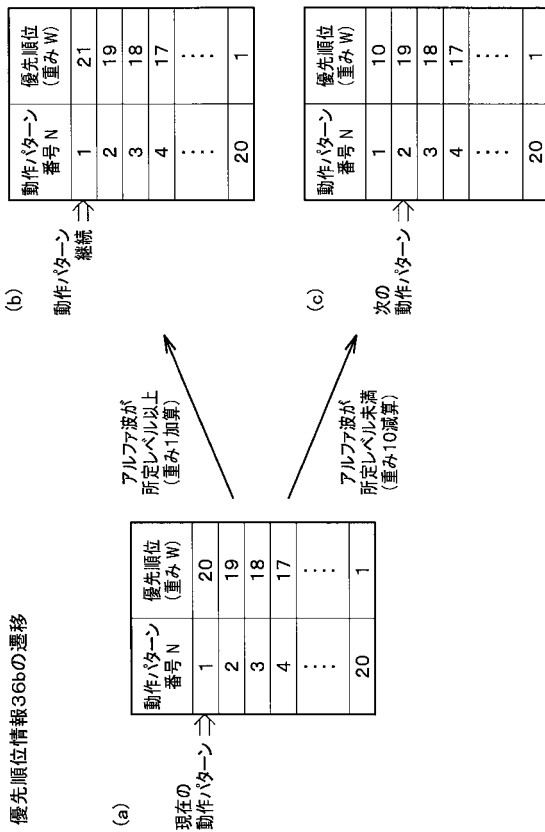 優先順位情報36bの遷移
(a)
現在の
動作パターン ⇒
動作パターン
番号 N
優先順位
(重み W)
1 20
2 19
3 18
4 17
⋮ ⋮
20 1
アルファ波が
所定レベル以上
(重み1加算)
アルファ波が
所定レベル未満
(重み10減算)
(b)
動作パターン
継続 ⇒
動作パターン
番号 N
優先順位
(重み W)
1 21
2 19
3 18
4 17
⋮ ⋮
20 1
(c)
次の
動作パターン ⇒
動作パターン
番号 N
優先順位
(重み W)
1 10
2 19
3 18
4 17
⋮ ⋮
20 1